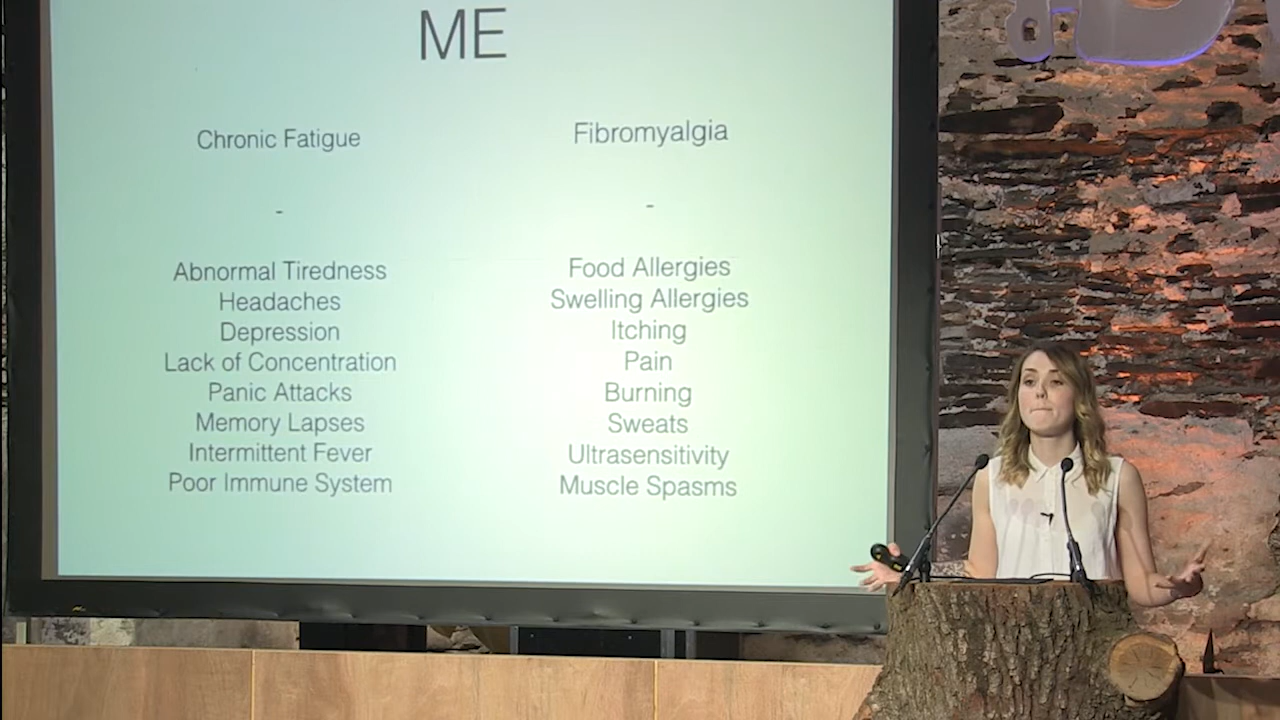 ME
Chronic Fatigue
-
Abnormal Tiredness
Headaches
Depression
Lack of Concentration
Panic Attacks
Memory Lapses
Intermittent Fever
Poor Immune System
Fibromyalgia
-
Food Allergies
Swelling Allergies
Itching
Pain
Burning
Sweats
Ultrasensitivity
Muscle Spasms